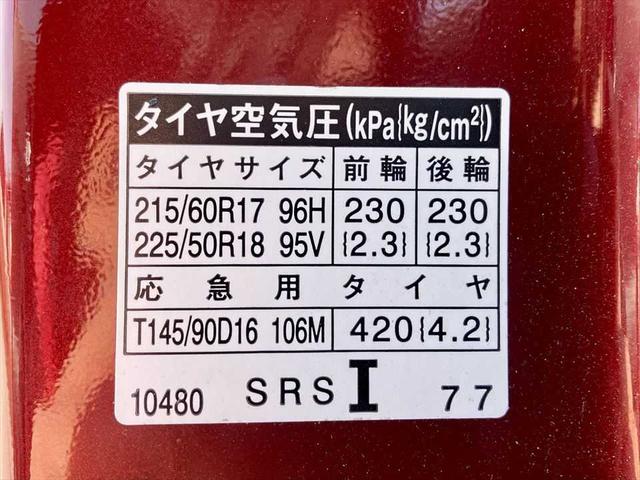 タイヤ空気圧(kPa{kg/cm²})
タイヤサイズ 前輪 後輪
215/60R17 96H 230 230
225/50R18 95V {2.3} {2.3}
応急用タイヤ
T145/90D16 106M 420{4.2}
10480 SRS I 77